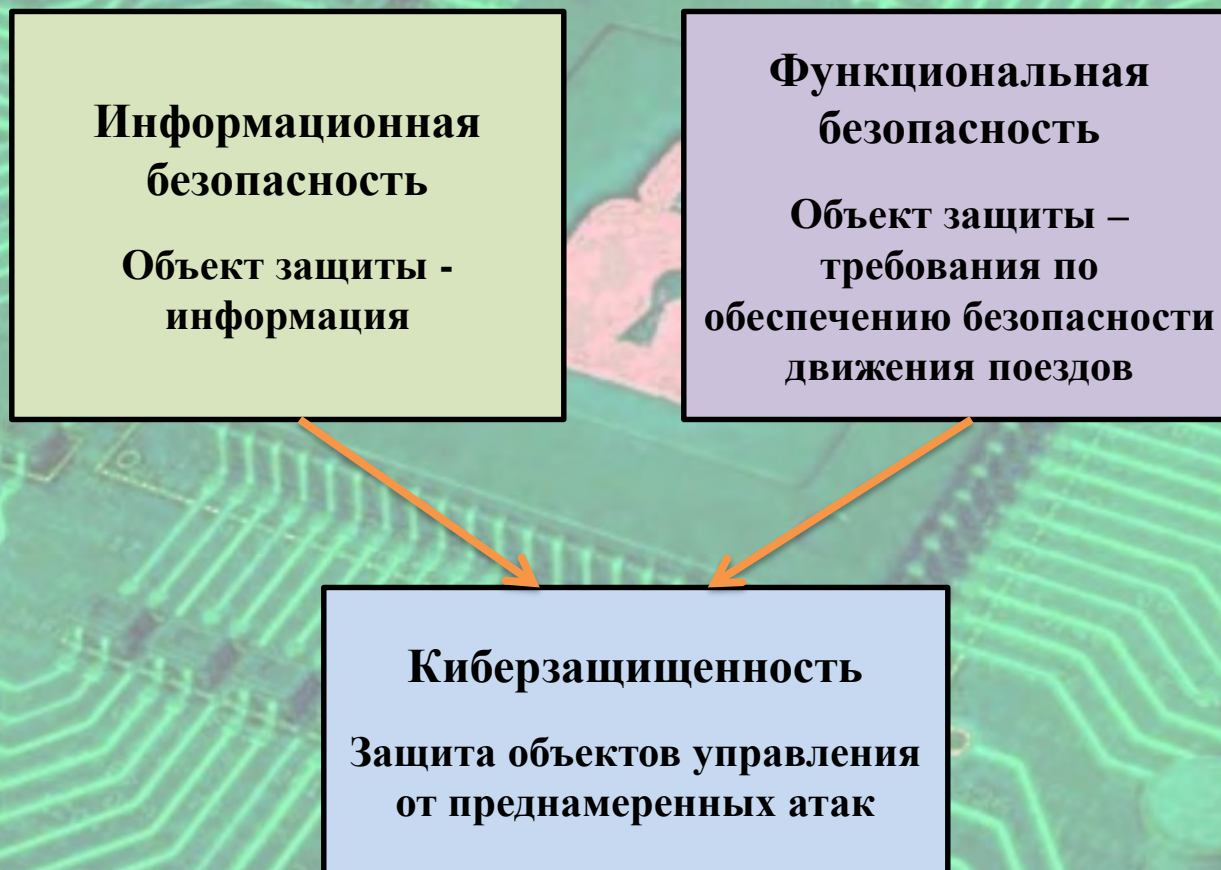 Информационная
безопасность
Объект защиты -
информация
Функциональная
безопасность
Объект защиты –
требования по
обеспечению безопасности
движения поездов
Киберзащищенность
Защита объектов управления
от преднамеренных атак